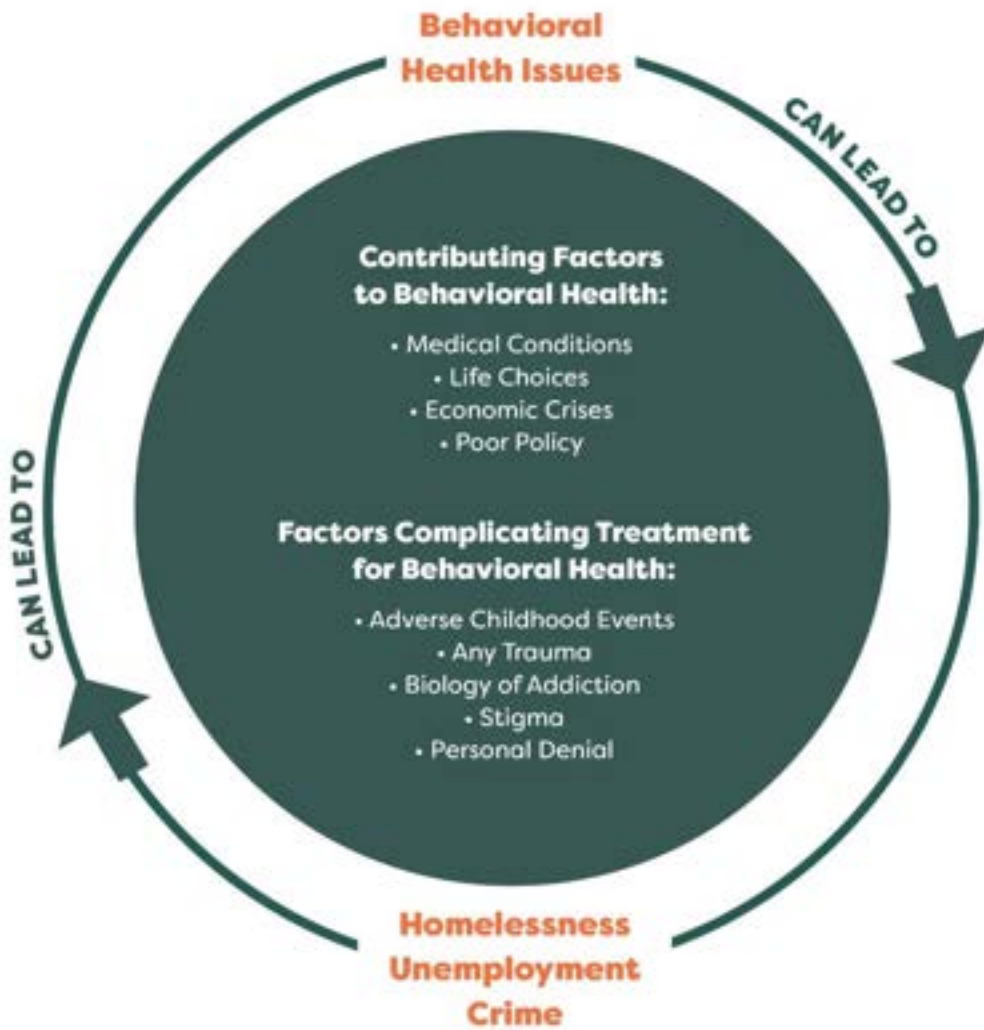 Behavioral
Health Issues
CAN LEAD TO
Contributing Factors
to Behavioral Health:
• Medical Conditions
• Life Choices
• Economic Crises
• Poor Policy
Factors Complicating Treatment
for Behavioral Health:
• Adverse Childhood Events
• Any Trauma
• Biology of Addiction
• Stigma
• Personal Denial
Homelessness
Unemployment
Crime
CAN LEAD TO